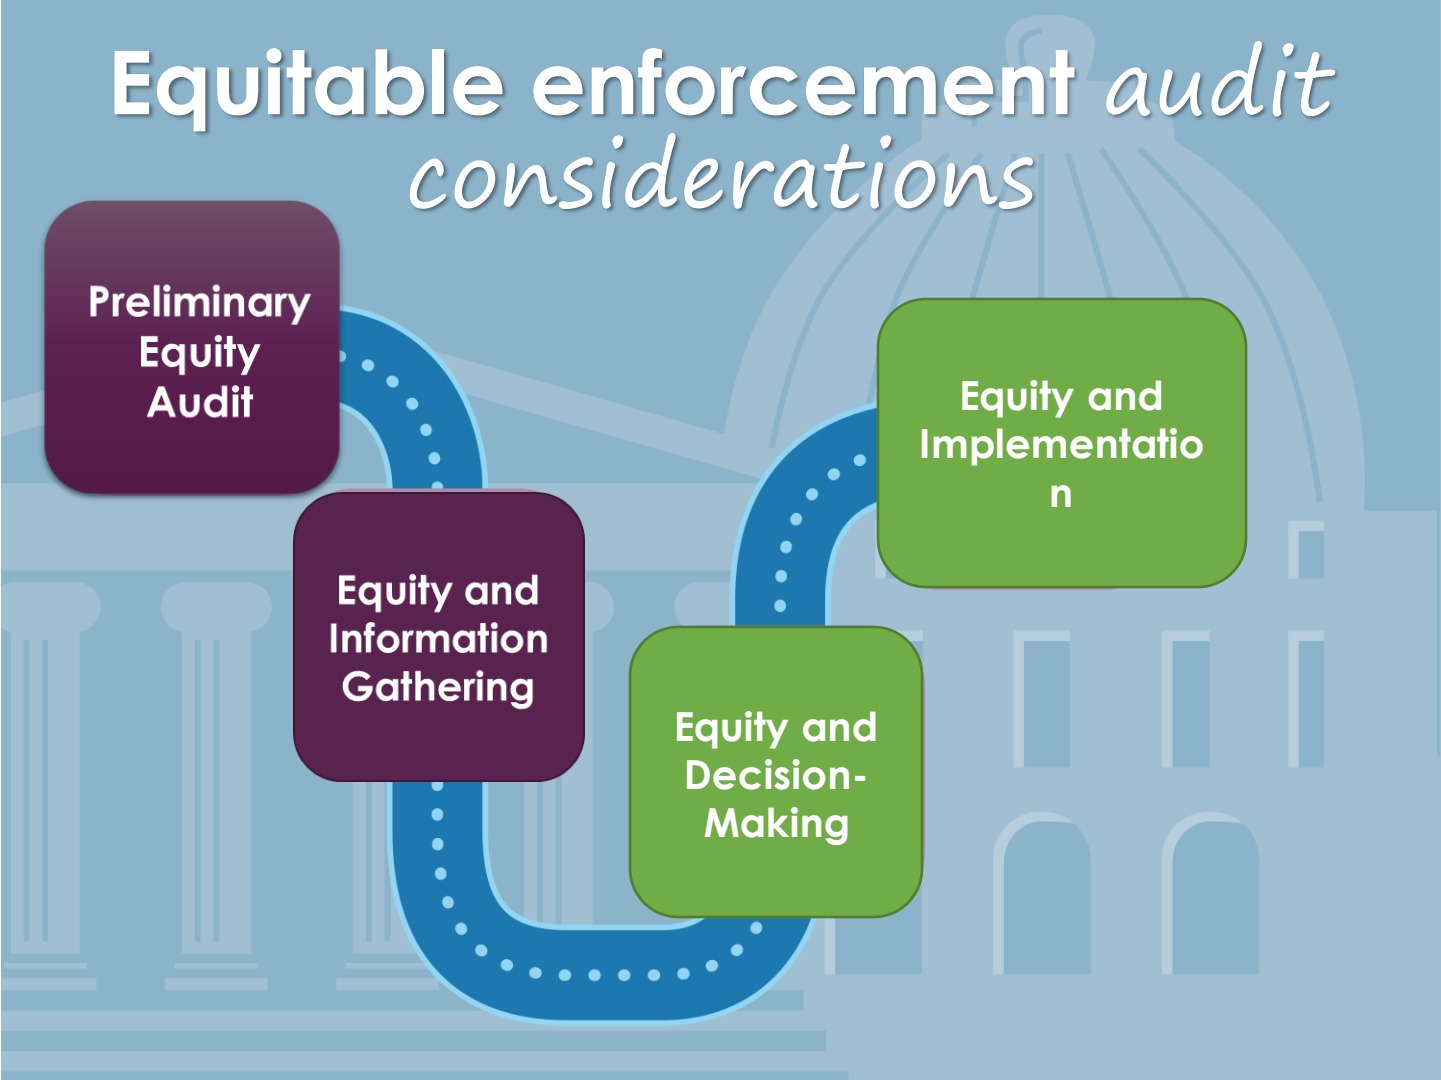 Equitable enforcement audit
considerations
Preliminary
Equity
Audit
Equity and
Information
Gathering
Equity and
Decision-
Making
Equity and
Implementatio
n